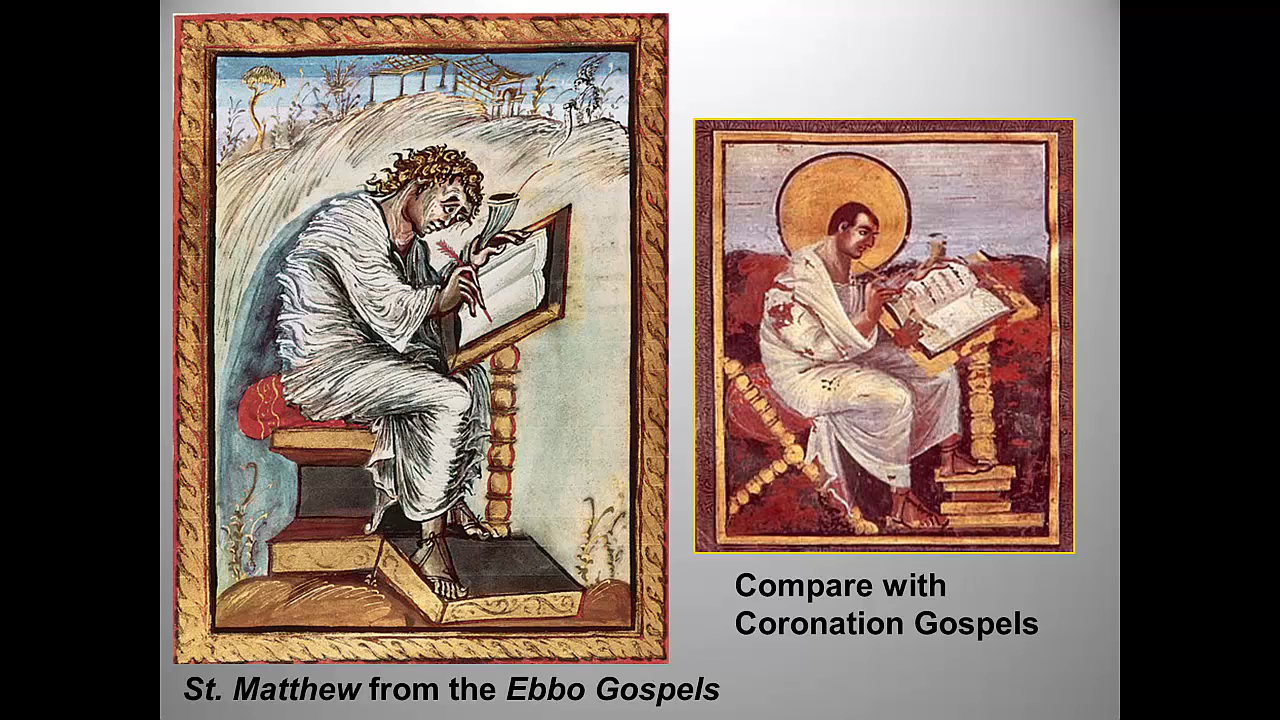 Compare with
Coronation Gospels
St. Matthew from the Ebbo Gospels